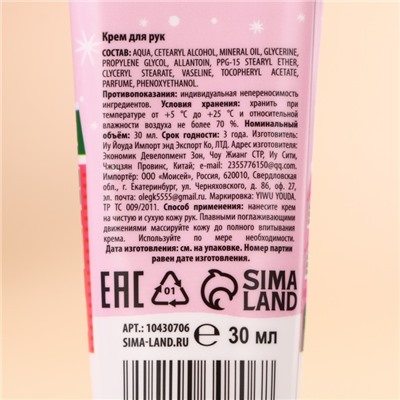 Крем для рук
СОСТАВ: AQUA, CETEARYL ALCOHOL, MINERAL OIL, GLYCERINE,
PROPYLENE GLYCOL, ALLANTOIN, PPG-15 STEARYL ETHER,
CLYCERYL STEARATE, VASELINE, TOCOPHERYL ACETATE,
PARFUME, PHENOXYETHANOL.
Противопоказания: индивидуальная непереносимость
ингредиентов. Условия хранения: хранить при
температуре от +5 °C до +25 °C и относительной
влажности воздуха не более 70 %. Номинальный
объём: 30 мл. Срок годности: 3 года. Изготовитель:
Иу Йоуда Импорт энд Экспорт Ко, ЛТД. Адрес изготовителя:
Экономик Девелопмент Зон, Чоу Жианг СТР, Иу Сити,
Чжэцзян Провинс, Китай; e-mail: 2355776150@qq.com.
Импортёр: ООО «Моисей», Россия, 620010, Свердловская
обл., г. Екатеринбург, ул. Черняховского, д. 86, оф. 27,
эл. почта: olegk5555@mail.ru. Маркировка: YIWU YOUDA.
ТР ТС 009/2011. Способ применения: нанесите крем
на чистую и сухую кожу рук. Плавными поглаживающими
движениями массируйте кожу до полного впитывания
крема. Используйте по мере необходимости.
Дата изготовления: см. на упаковке. Номер партии
равен дате изготовления.
EAC 01 SIMA
LAND
АРТ.: 10430706
SIMA-LAND.RU
℮ 30 мл